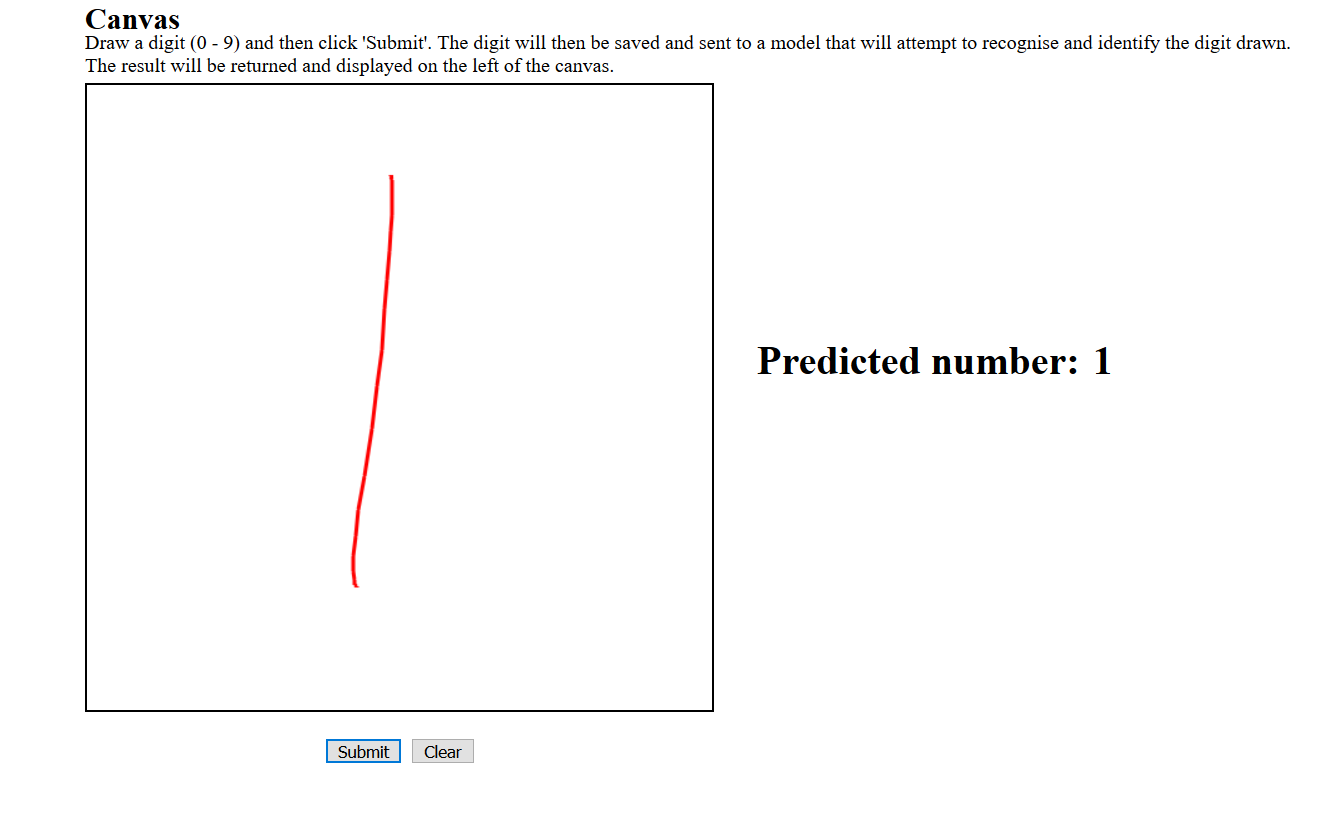 Canvas
Draw a digit (0 - 9) and then click 'Submit'. The digit will then be saved and sent to a model that will attempt to recognise and identify the digit drawn.
The result will be returned and displayed on the left of the canvas.
Predicted number: 1
Submit Clear